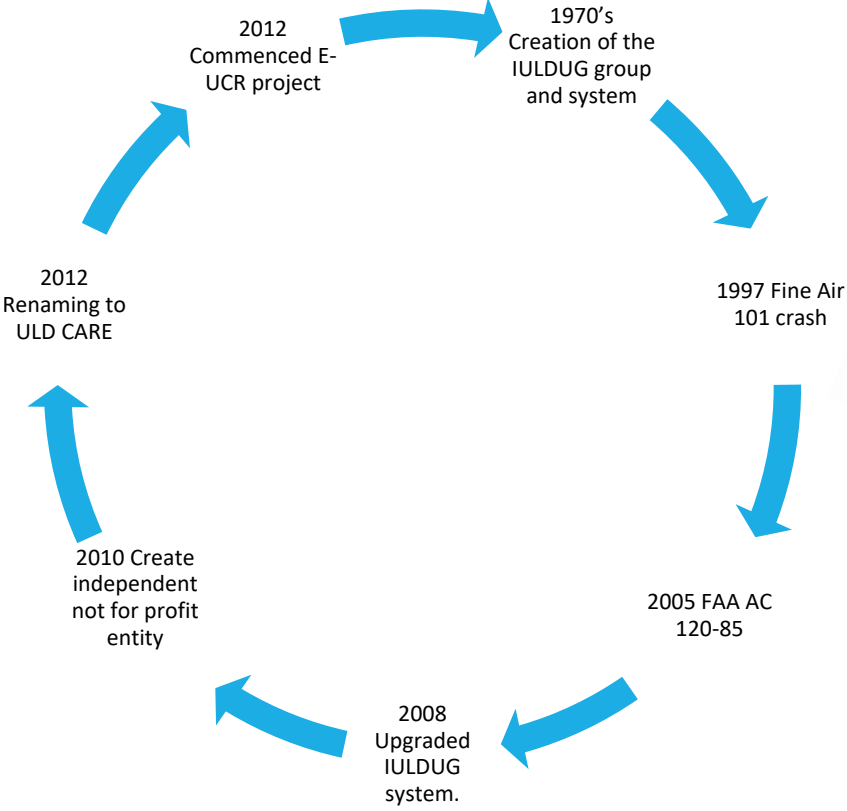 1970’s
Creation of the
IULDUG group
and system
1997 Fine Air
101 crash
2005 FAA AC
120-85
2008
Upgraded
IULDUG
system.
2010 Create
independent
not for profit
entity
2012
Renaming to
ULD CARE
2012
Commenced E-
UCR project